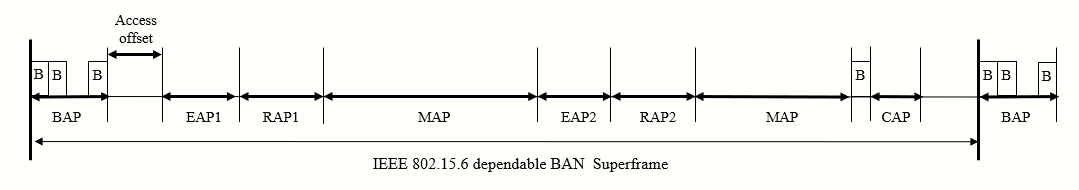 Access
offset
B B B B B B B
BAP EAP1 RAP1 MAP EAP2 RAP2 MAP CAP BAP
IEEE 802.15.6 dependable BAN Superframe